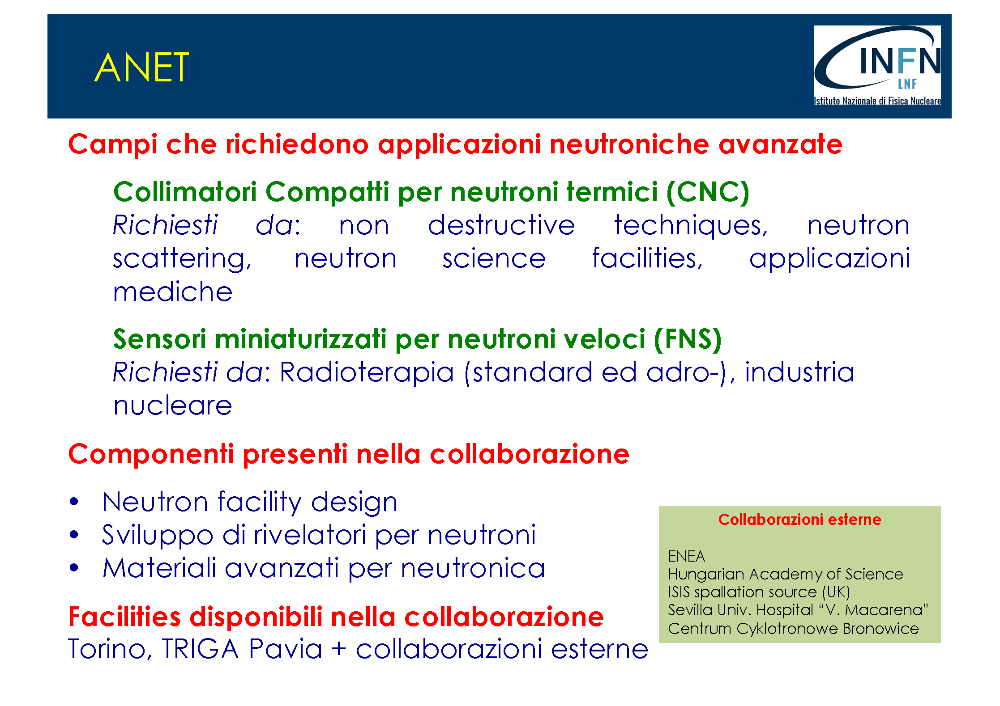 ANET
INFN
LNF
Istituto Nazionale di Fisica Nucleare
Campi che richiedono applicazioni neutroniche avanzate
Collimatori Compatti per neutroni termici (CNC)
Richiesti da: non destructive techniques, neutron
scattering, neutron science facilities, applicazioni
mediche
Sensori miniaturizzati per neutroni veloci (FNS)
Richiesti da: Radioterapia (standard ed adro-), industria
nucleare
Componenti presenti nella collaborazione
• Neutron facility design
• Sviluppo di rivelatori per neutroni
• Materiali avanzati per neutronica
Facilities disponibili nella collaborazione
Torino, TRIGA Pavia + collaborazioni esterne
Collaborazioni esterne
ENEA
Hungarian Academy of Science
ISIS spallation source (UK)
Sevilla Univ. Hospital “V. Macarena”
Centrum Cyklotronowe Bronowice